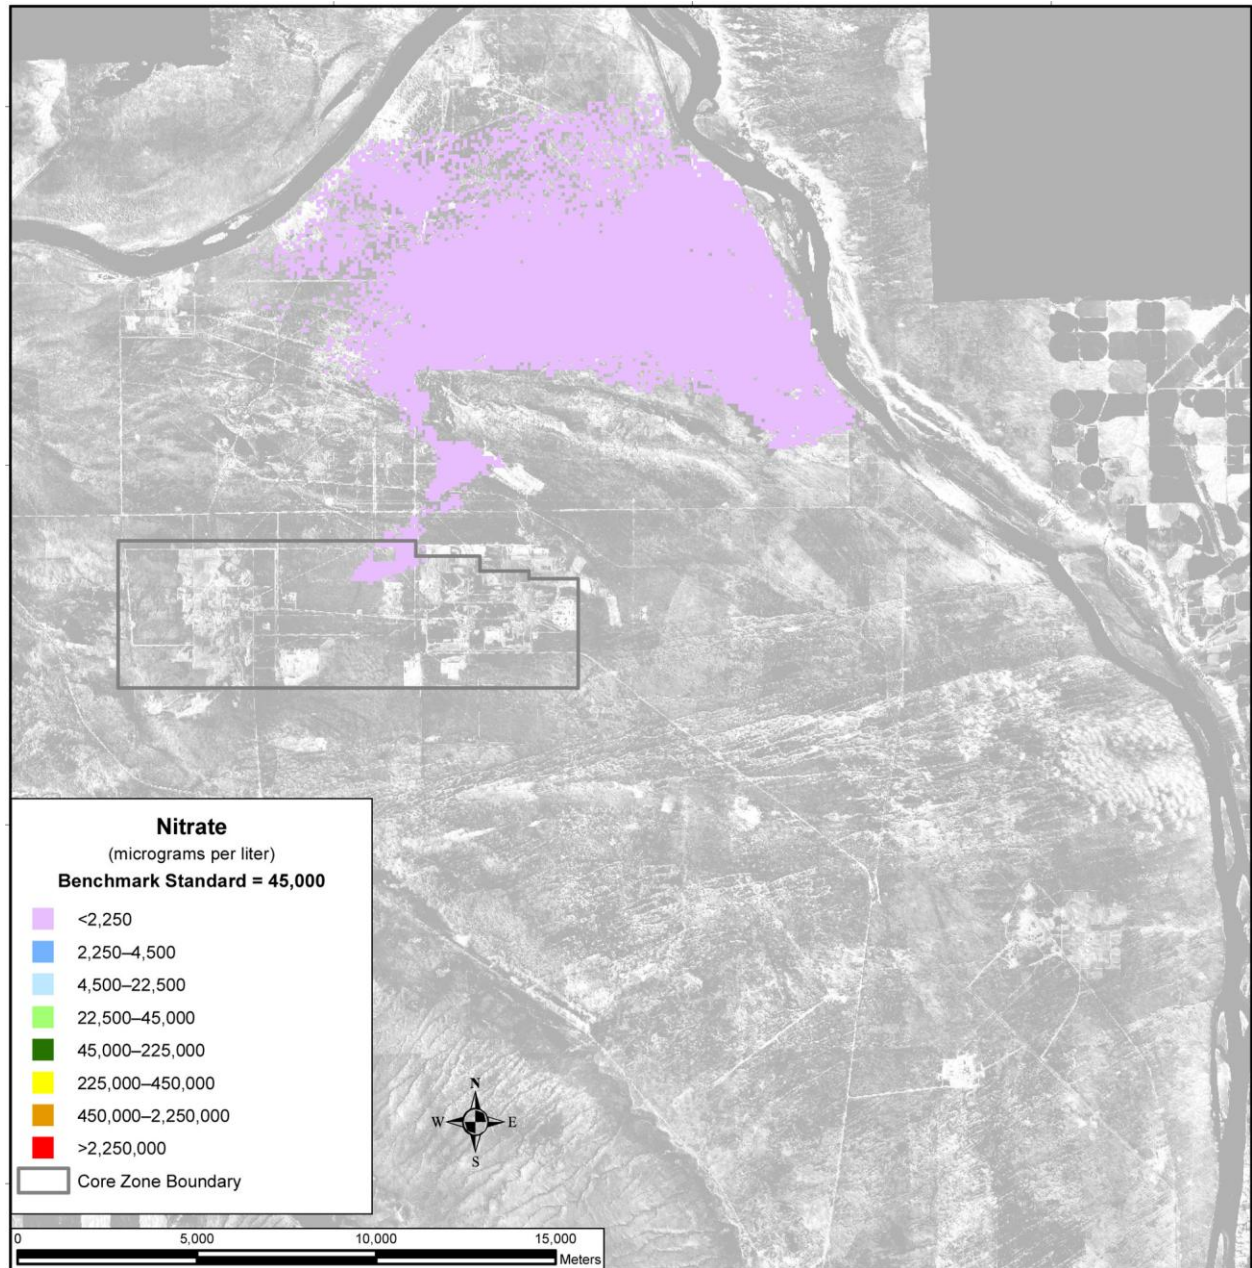 Nitrate
(micrograms per liter)
Benchmark Standard = 45,000
<2,250
2,250–4,500
4,500–22,500
22,500–45,000
45,000–225,000
225,000–450,000
450,000–2,250,000
>2,250,000
Core Zone Boundary
N
W E
S
0 5,000 10,000 15,000
Meters